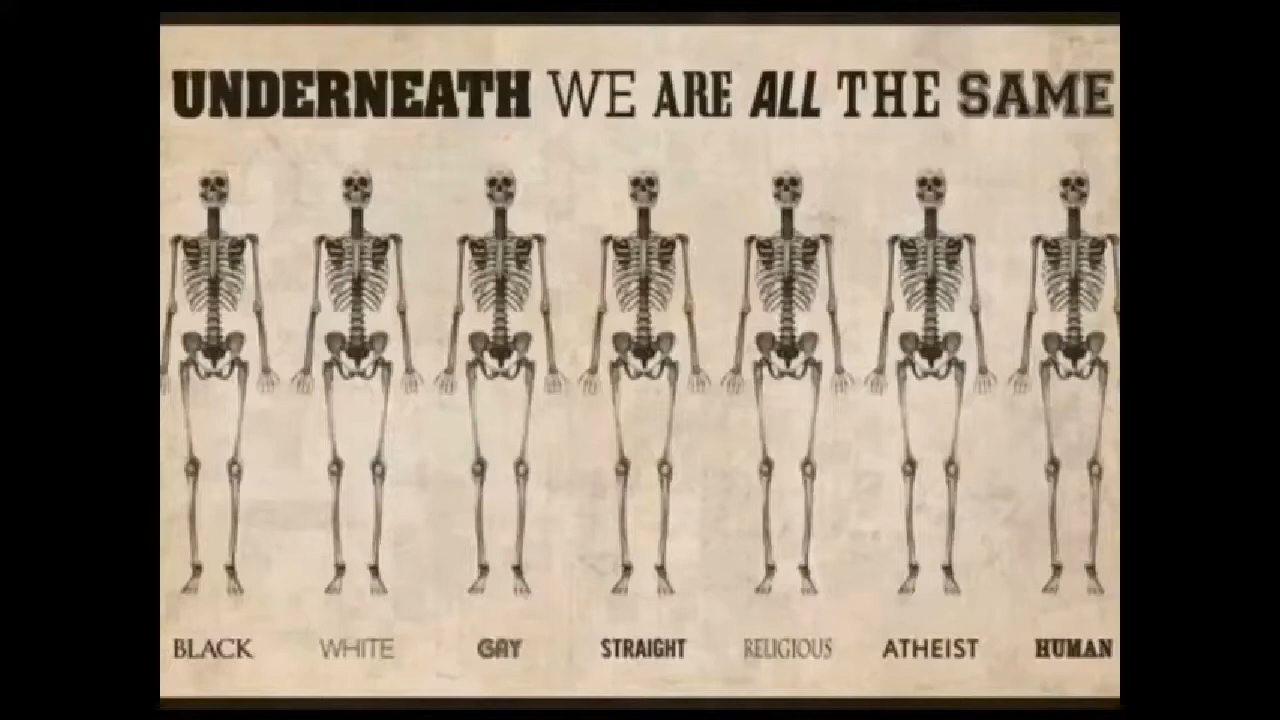 UNDERNEATH WE ARE ALL THE SAME
BLACK WHITE GAY STRAIGHT RELIGIOUS ATHEIST HUMAN